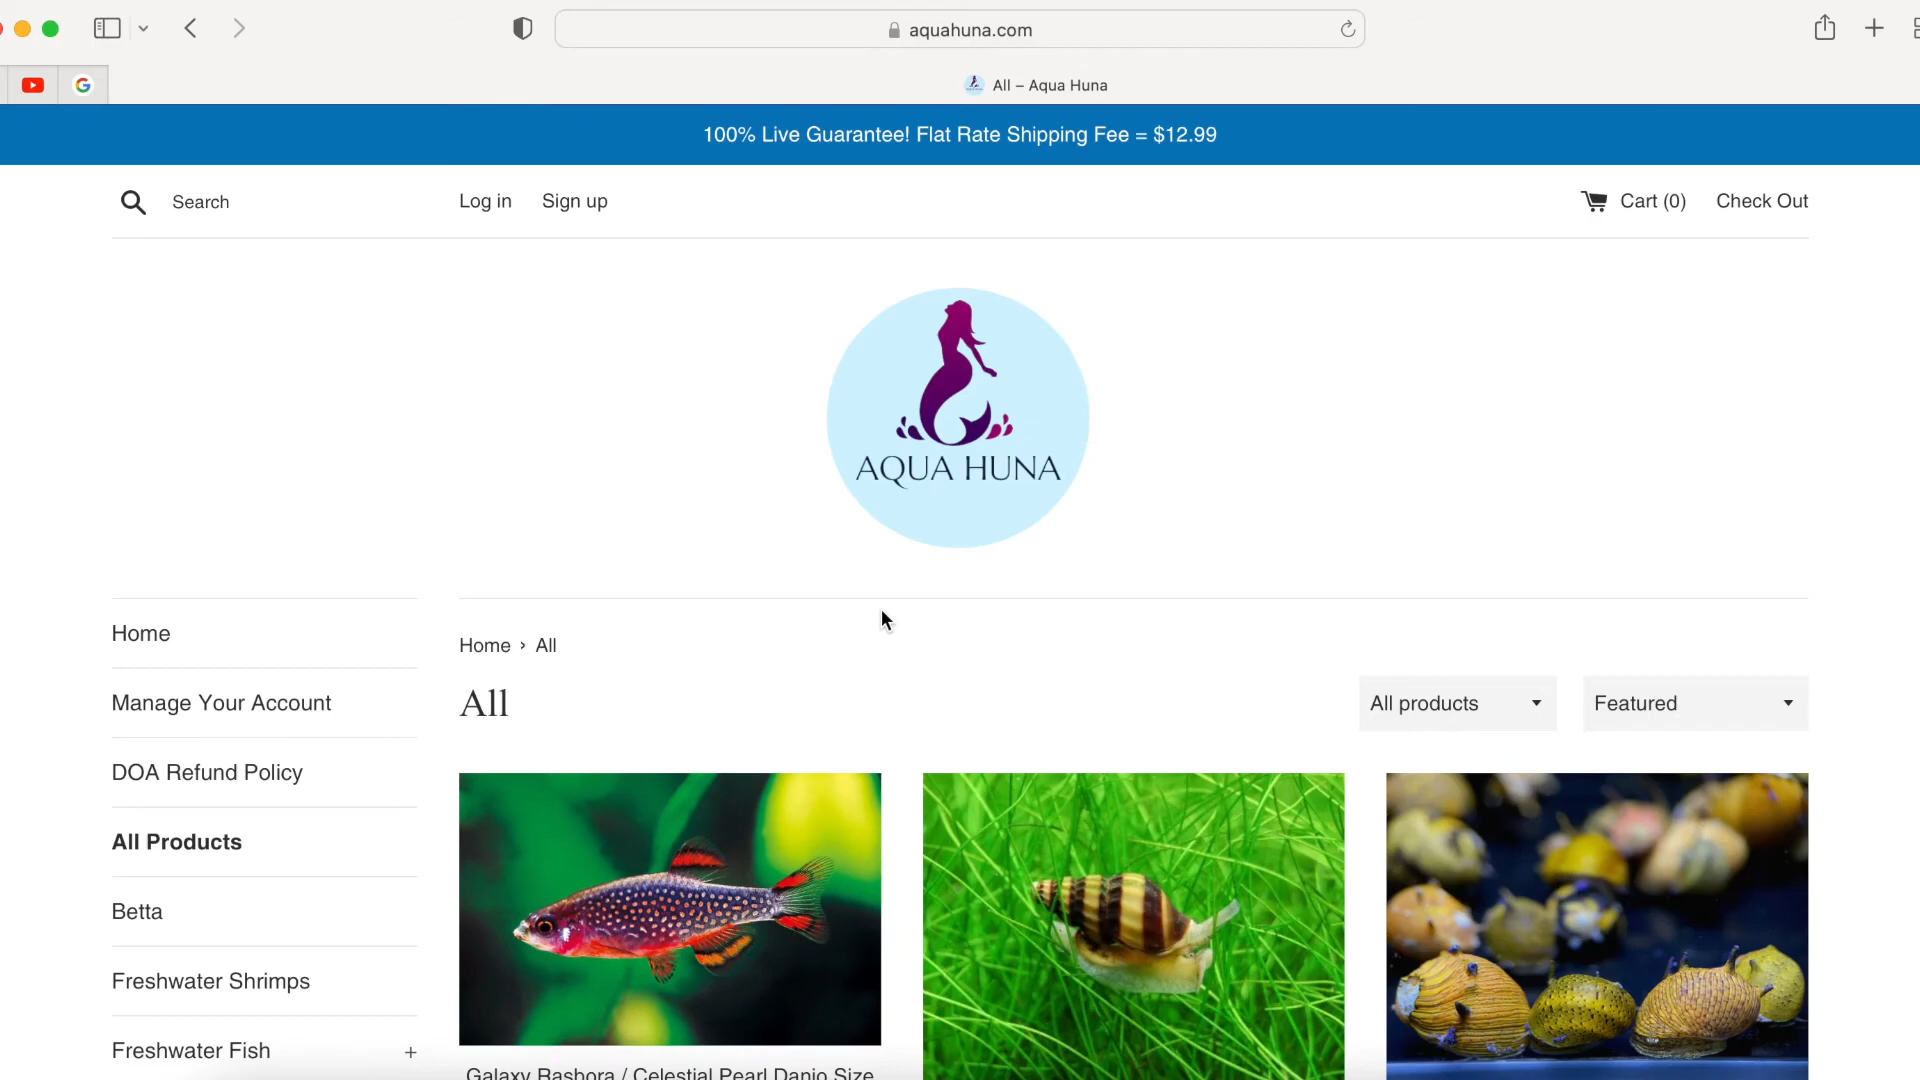 aquahuna.com
All – Aqua Huna
100% Live Guarantee! Flat Rate Shipping Fee = $12.99
Search
Log in
Sign up
Cart (0)
Check Out
AQUA HUNA
Home
Manage Your Account
DOA Refund Policy
All Products
Betta
Freshwater Shrimps
Freshwater Fish +
Home › All
All
All products
Featured
Galaxy Rasbora / Celestial Pearl Danio Size